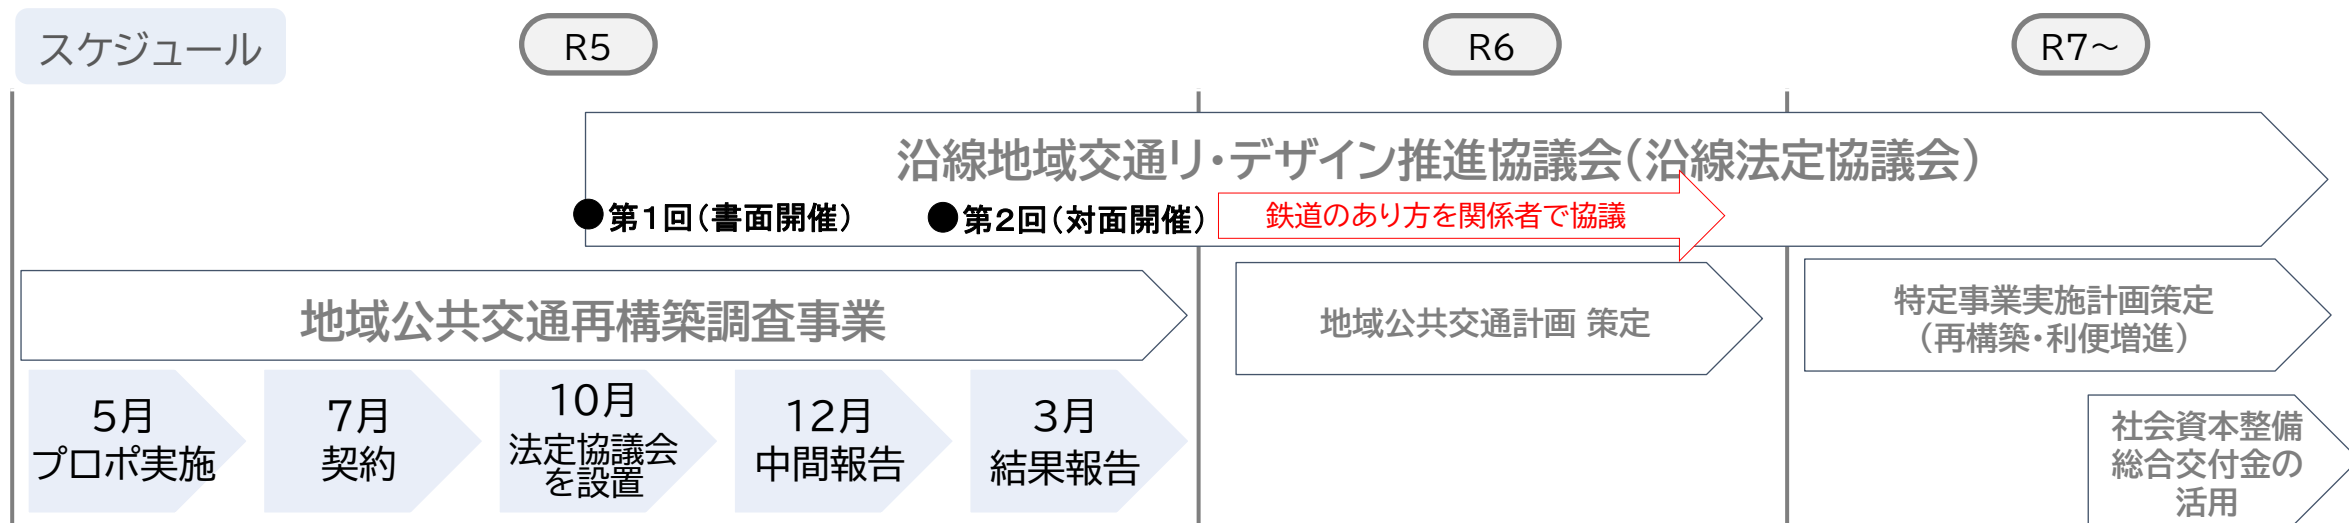 スケジュール
R5
R6
R7～
沿線地域交通リ・デザイン推進協議会（沿線法定協議会）
●第１回（書面開催）
●第２回（対面開催）
鉄道のあり方を関係者で協議
地域公共交通再構築調査事業
地域公共交通計画 策定
特定事業実施計画策定
（再構築・利便増進）
5月
プロポ実施
7月
契約
10月
法定協議会
を設置
12月
中間報告
3月
結果報告
社会資本整備
総合交付金の
活用